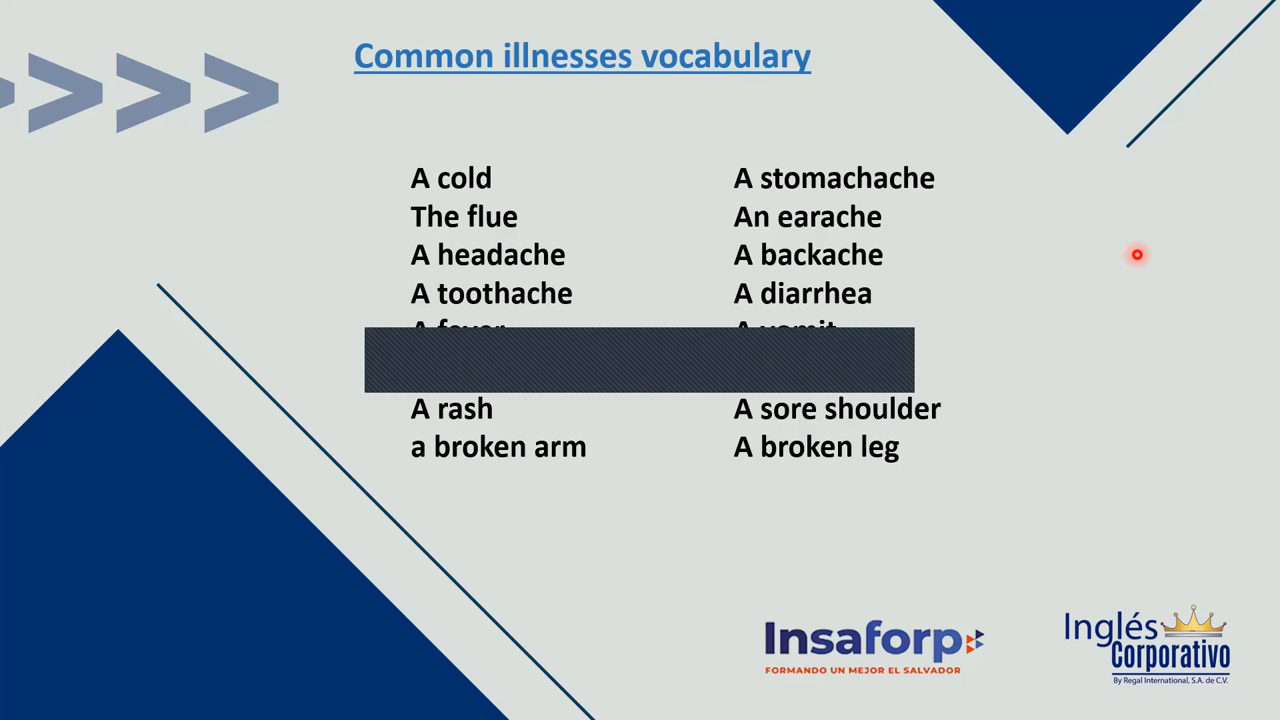 Common illnesses vocabulary
A cold
The flue
A headache
A toothache
A rash
a broken arm
A stomachache
An earache
A backache
A diarrhea
A sore shoulder
A broken leg
Insaforp
FORMANDO UN MEJOR EL SALVADOR
Inglés
Corporativo
By Regal International, S.A. de C.V.